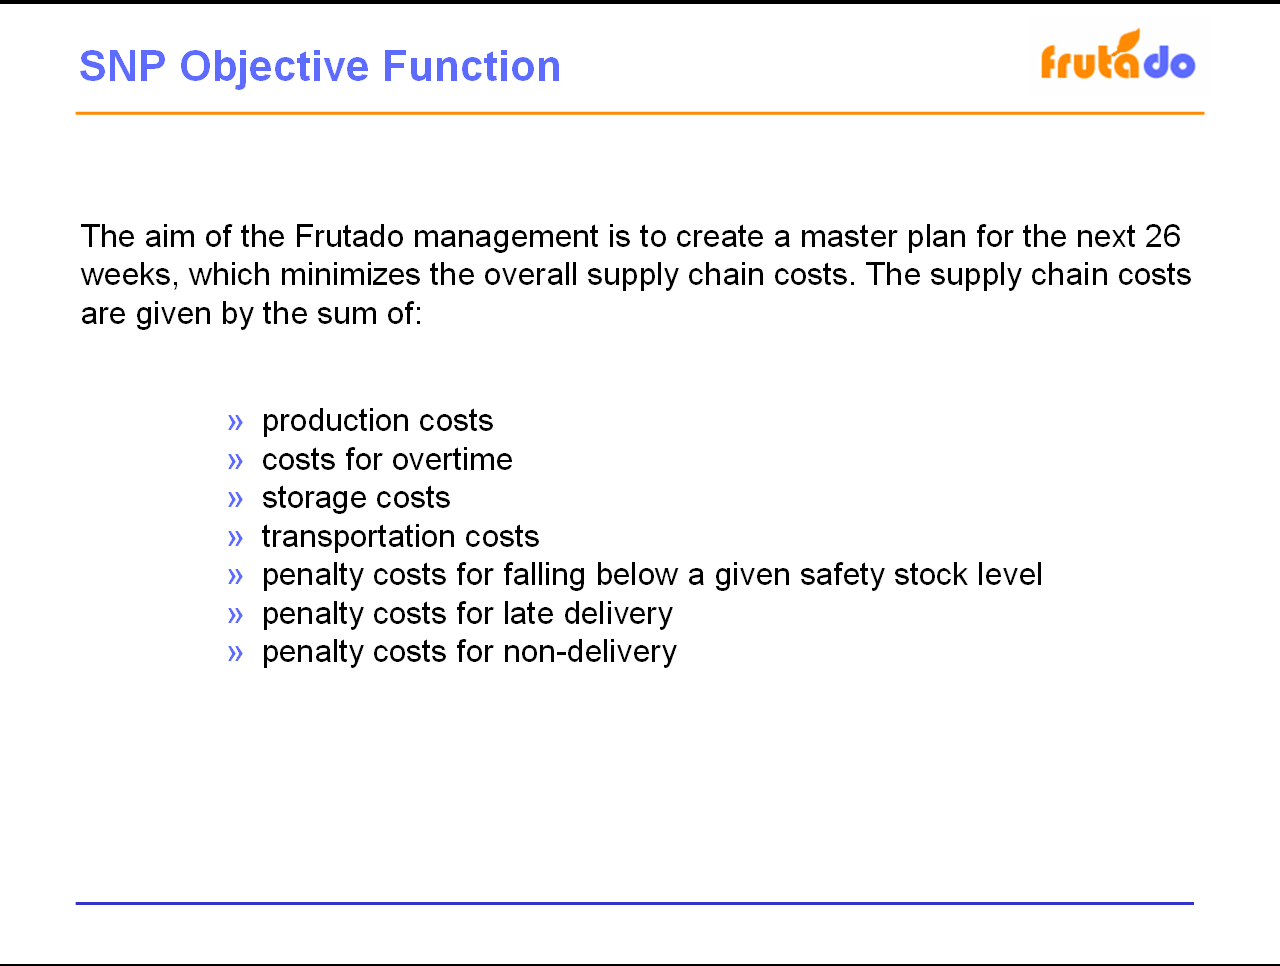 SNP Objective Function
frutado
The aim of the Frutado management is to create a master plan for the next 26
weeks, which minimizes the overall supply chain costs. The supply chain costs
are given by the sum of:
» production costs
» costs for overtime
» storage costs
» transportation costs
» penalty costs for falling below a given safety stock level
» penalty costs for late delivery
» penalty costs for non-delivery